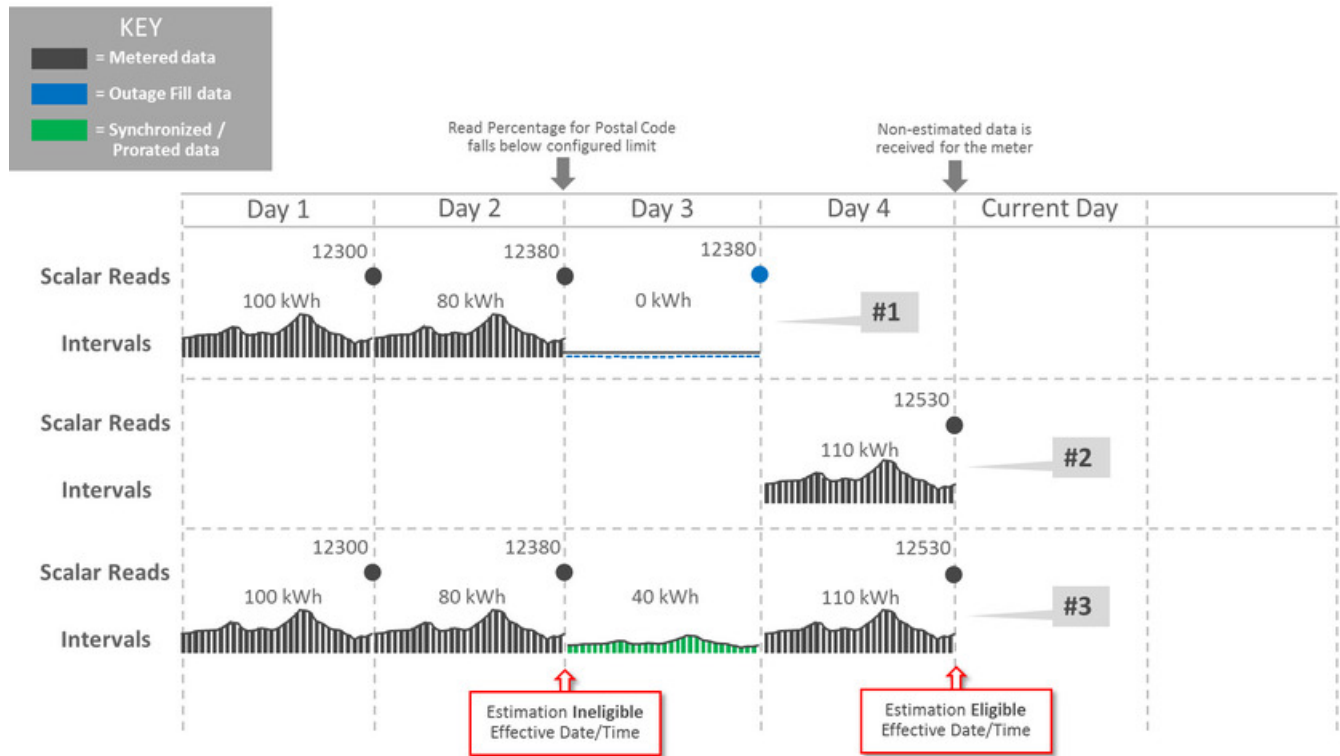 KEY
= Metered data
= Outage Fill data
= Synchronized /
Prorated data
Read Percentage for Postal Code
falls below configured limit
Non-estimated data is
received for the meter
Day 1
Day 2
Day 3
Day 4
Current Day
Scalar Reads
12300
12380
12380
Intervals
100 kWh
80 kWh
0 kWh
#1
Scalar Reads
12530
Intervals
110 kWh
#2
Scalar Reads
12300
12380
12530
Intervals
100 kWh
80 kWh
40 kWh
110 kWh
#3
Estimation Ineligible
Effective Date/Time
Estimation Eligible
Effective Date/Time